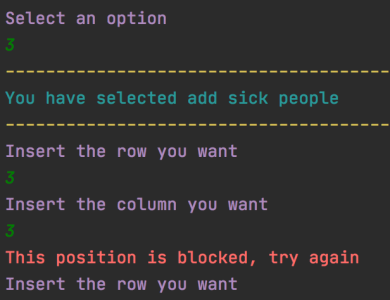 Select an option
3
----------------------------------------
You have selected add sick people
----------------------------------------
Insert the row you want
3
Insert the column you want
3
This position is blocked, try again
Insert the row you want